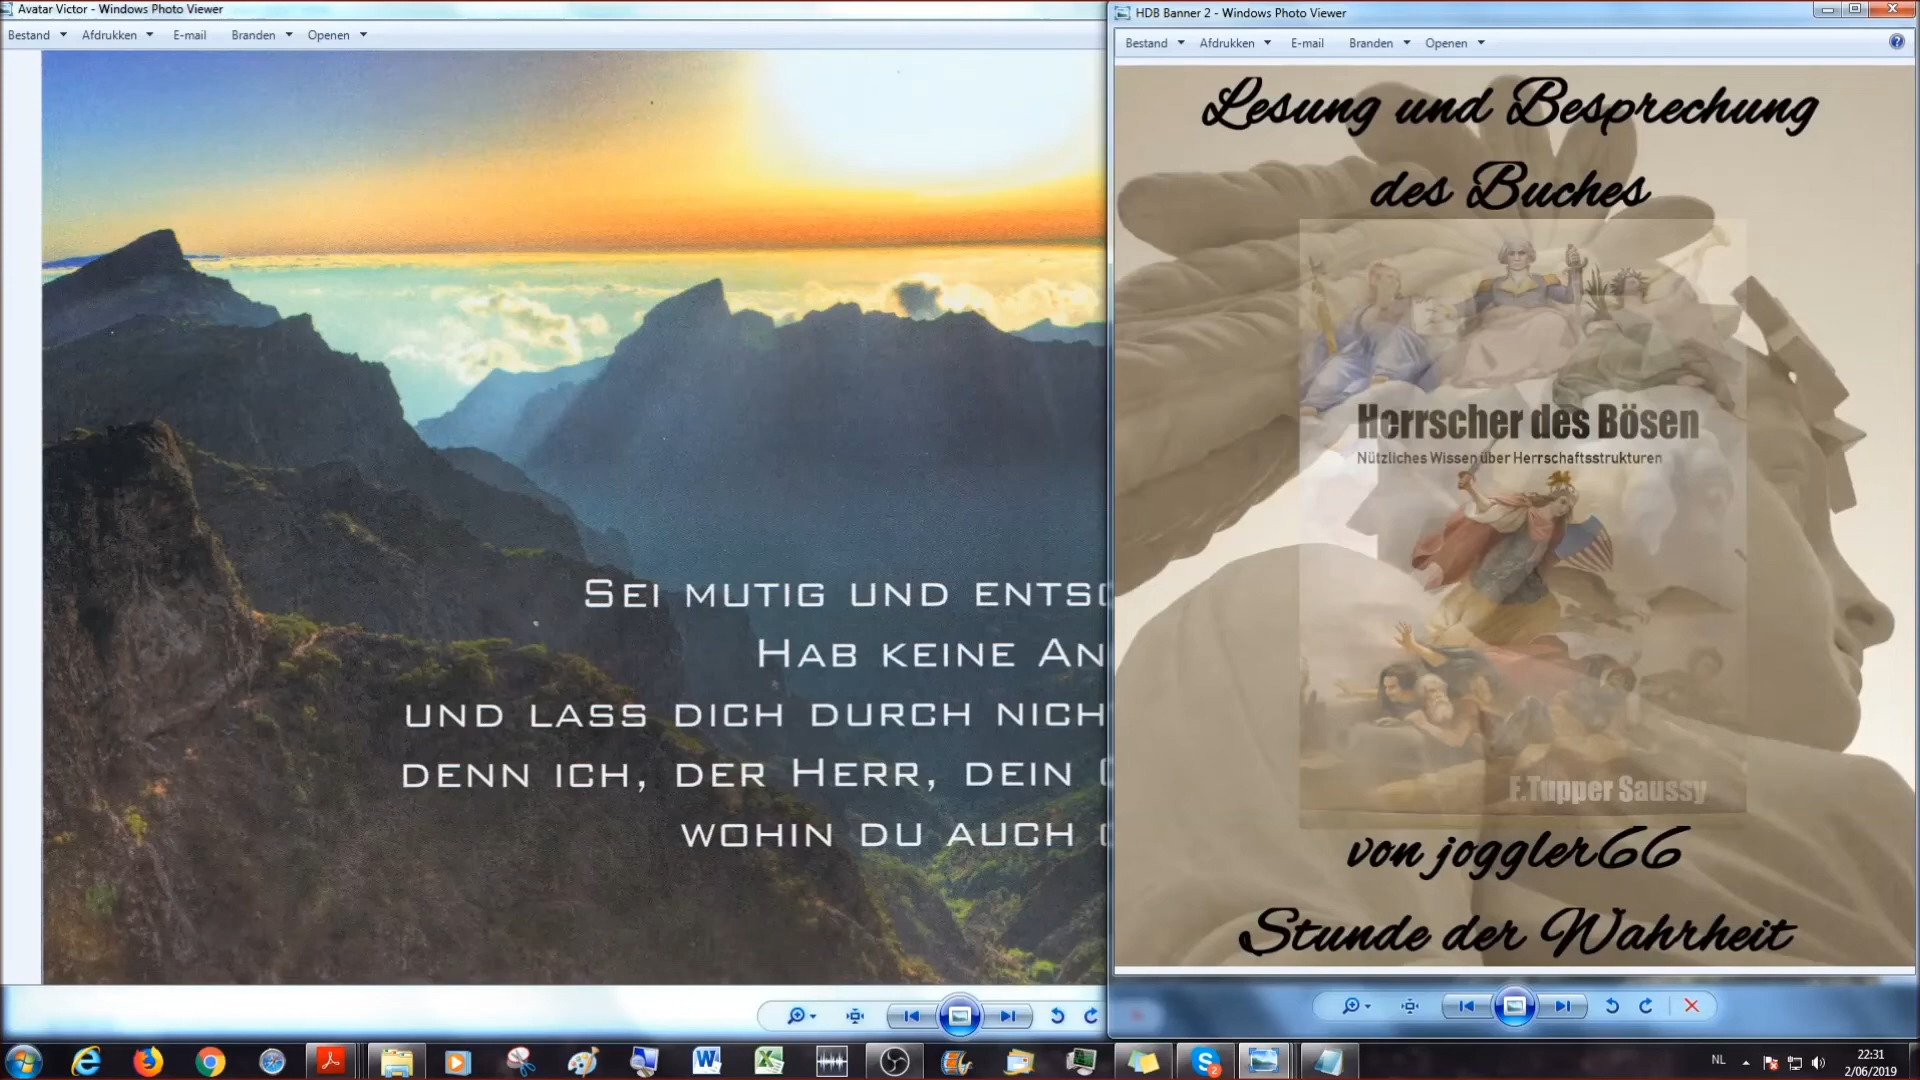 Avatar Victor - Windows Photo Viewer
Bestand Afdrukken E-mail Branden Openen
SEI MUTIG UND
HAB KEINE
UND LASS DICH DURCH
DENN ICH, DER HERR, DEIN
WOHIN DU AUCH
HDB Banner 2 - Windows Photo Viewer
Bestand Afdrukken E-mail Branden Openen
Lesung und Besprechung
des Buches
Herrscher des Bösen
Nützliches Wissen über Herrschaftsstrukturen
F.Tupper Saussy
von joggler66
Stunde der Wahrheit
NL
22:31
2/06/2019